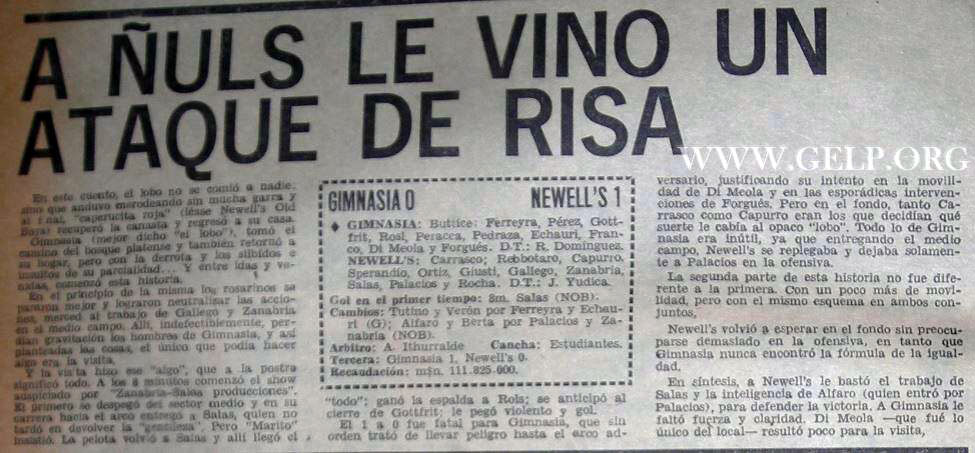 A ÑULS LE VINO UN
ATAQUE DE RISA
WWW.GELP.ORG
En este cuento, el lobo no se comió a nadie:
sino que anduvo merodeando sin mucha garra y
al final, "caperucita roja" (léase Newell's Old
Boys) recuperó la canasta y regresó a su casa.
Gimnasia (mejor dicho "el lobo"), tomó el
camino del bosque platense y también retornó a
su hogar, pero con la derrota y los silbidos e
insultos de su parcialidad... Y entre idas y ve-
nidas, comenzó esta historia.
En el principio de la misma los rosarinos se
pararon mejor y lograron neutralizar las accio-
nes, merced al trabajo de Gallego y Zanabria
en el medio campo. Allí, indefectiblemente, per-
dían gravitación los hombres de Gimnasia, y así
planteadas las cosas, el único que podía hacer
algo era la visita.
Y la visita hizo ese "algo", que a la postre
significó todo. A los 8 minutos comenzó el show
auspiciado por "Zanabria-Salas producciones".
El primero se despegó del sector medio y en su
carrera hacia el arco entregó a Salas, quien no
tardó en devolver la "gentileza". Pero "Marito"
insistió. La pelota volvió a Salas y allí llegó el
GIMNASIA 0 NEWELL'S 1
GIMNASIA: Buttice: Ferreyra, Pérez, Gott-
frit, Rosl, Peracca, Pedraza, Echauri, Fran-
co, Di Meola y Forgués. D.T.: R. Domínguez.
NEWELL'S: Carrasco; Rebbotaro, Capurro,
Sperandio, Ortiz, Giusti, Gallego, Zanabria,
Salas, Palacios y Rocha. D.T.: J. Yudica.
Gol en el primer tiempo: 8m. Salas (NOB).
Cambios: Tutino y Verón por Ferreyra y Echau-
ri (G); Alfaro y Berta por Palacios y Za-
nabria (NOB).
Arbitro: A. Ithurralde Cancha: Estudiantes.
Tercera: Gimnasia 1, Newell's 0.
Recaudación: m$n. 111.825.000.
"todo"; ganó la espalda a Rola; se anticipó al
cierre de Gottfrit; le pegó violento y gol.
El 1 a 0 fue fatal para Gimnasia, que sin
orden trató de llevar peligro hasta el arco ad-
versario, justificando su intento en la movili-
dad de Di Meola y en las esporádicas intervencio-
nes de Forgués. Pero en el fondo, tanto Ca-
rrasco como Capurro eran los que decidían qué
suerte le cabía al opaco "lobo". Todo lo de Gim-
nasia era inútil, ya que entregando el medio
campo, Newell's se replegaba y dejaba solamen-
te a Palacios en la ofensiva.
La segunda parte de esta historia no fue dife-
rente a la primera. Con un poco más de movi-
lidad, pero con el mismo esquema en ambos con-
juntos,
Newell's volvió a esperar en el fondo sin preocu-
parse demasiado en la ofensiva, en tanto que
Gimnasia nunca encontró la fórmula de la igual-
dad.
En síntesis, a Newell's le bastó el trabajo de
Salas y la inteligencia de Alfaro (quien entró por
Palacios), para defender la victoria. A Gimnasia le
faltó fuerza y claridad. Di Meola —que fue lo
único del local— resultó poco para la visita,